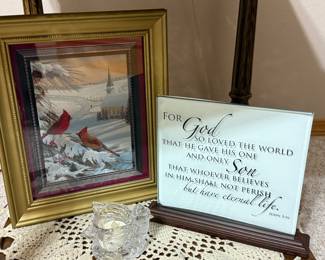 FOR God
SO LOVED THE WORLD
THAT HE GAVE HIS ONE
AND ONLY Son
THAT WHOEVER BELIEVES
IN HIM SHALL NOT PERISH
but have eternal life.
JOHN 3:16